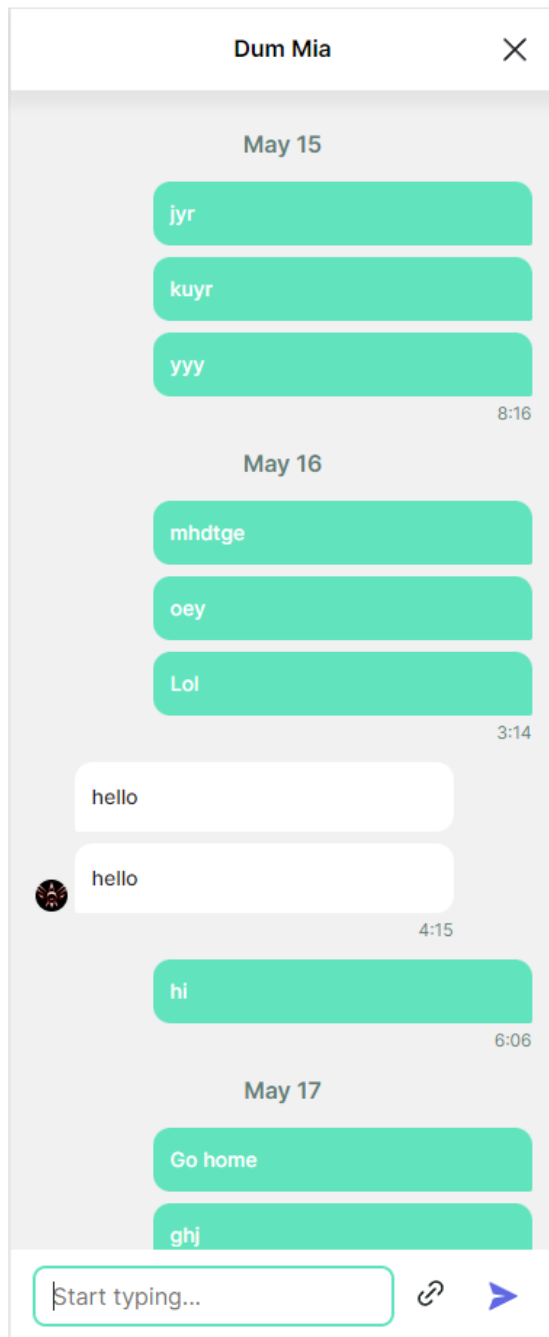 Dum Mia
May 15
jyr
kuyr
yyy
8:16
May 16
mhdtge
oey
Lol
3:14
hello
hello
4:15
hi
6:06
May 17
Go home
ghj
Start typing...